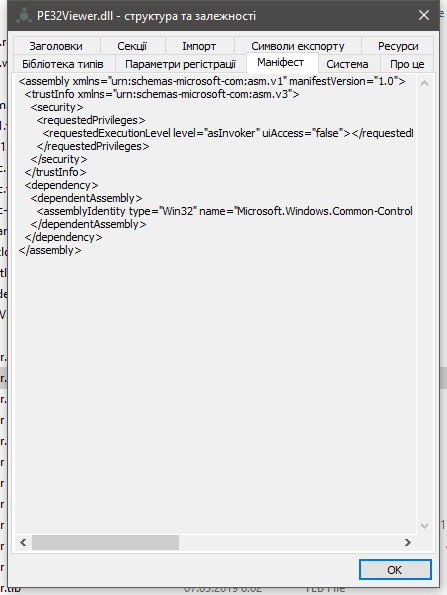 PE32Viewer.dll - структура та залежності
Заголовки Секції Імпорт Символи експорту Ресурси
Бібліотека типів Параметри регістрації Маніфест Система Про це
<assembly xmlns="urn:schemas-microsoft-com:asm.v1" manifestVersion="1.0">
<trustInfo xmlns="urn:schemas-microsoft-com:asm.v3">
<security>
<requestedPrivileges>
<requestedExecutionLevel level="asInvoker" uiAccess="false"></requestedI
</requestedPrivileges>
</security>
</trustInfo>
<dependency>
<dependentAssembly>
<assemblyIdentity type="Win32" name="Microsoft.Windows.Common-Control
</dependentAssembly>
</dependency>
</assembly>
OK